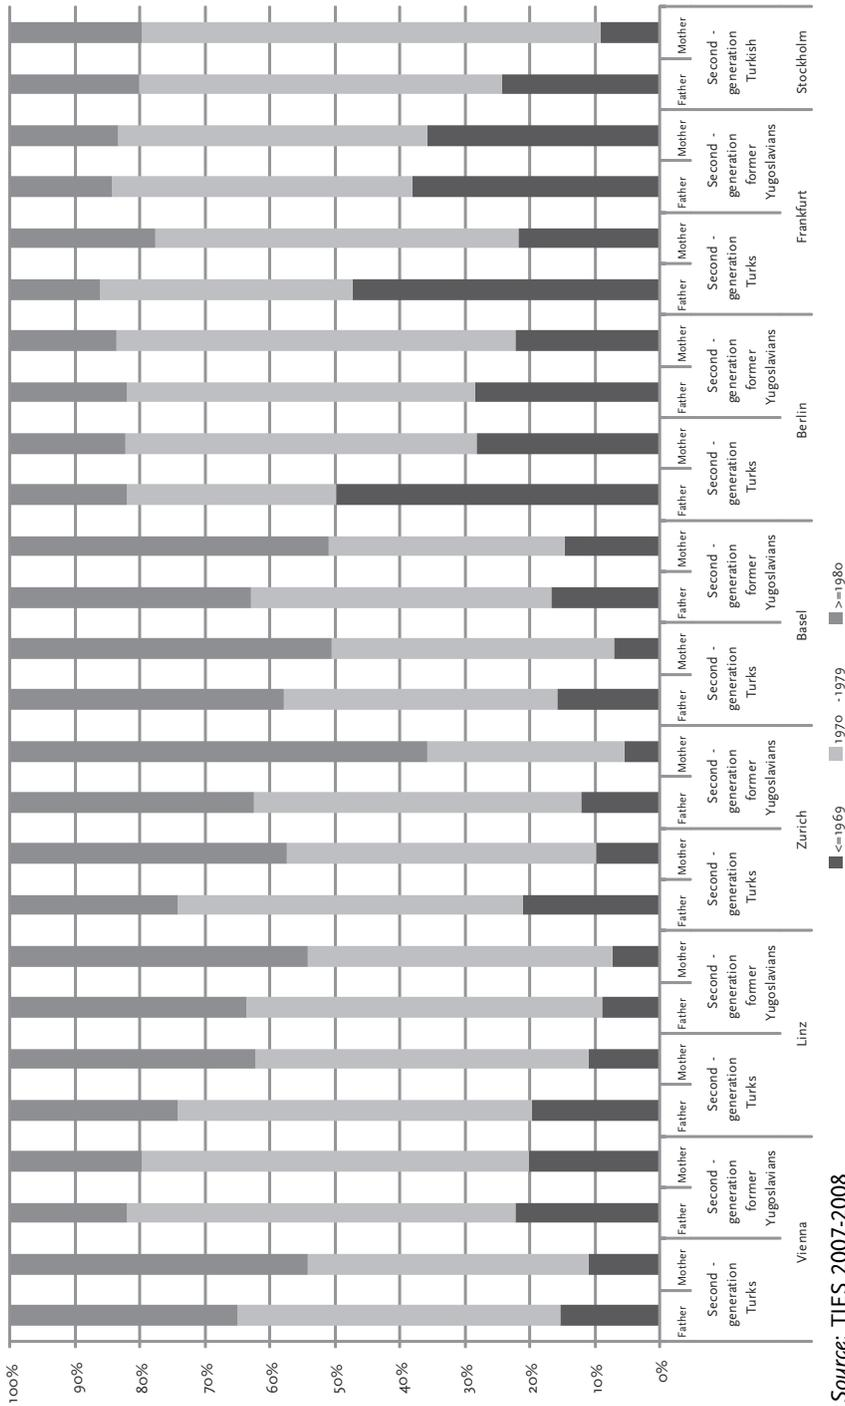 100%
90%
80%
70%
60%
50%
40%
30%
20%
10%
0%
Father
Mother
Second -
generation
Turks
Father
Mother
Second -
generation
former
Yugoslavians
Vienna
Father
Mother
Second -
generation
Turks
Father
Mother
Second -
generation
former
Yugoslavians
Linz
Father
Mother
Second -
generation
Turks
Father
Mother
Second -
generation
former
Yugoslavians
Zurich
Father
Mother
Second -
generation
Turks
Father
Mother
Second -
generation
former
Yugoslavians
Basel
Father
Mother
Second -
generation
Turks
Father
Mother
Second -
generation
former
Yugoslavians
Berlin
Father
Mother
Second -
generation
Turks
Father
Mother
Second -
generation
former
Yugoslavians
Frankfurt
Father
Mother
Second -
generation
Turkish
Stockholm
<=1969
1970 -1979
>=1980
Source: TIES 2007-2008